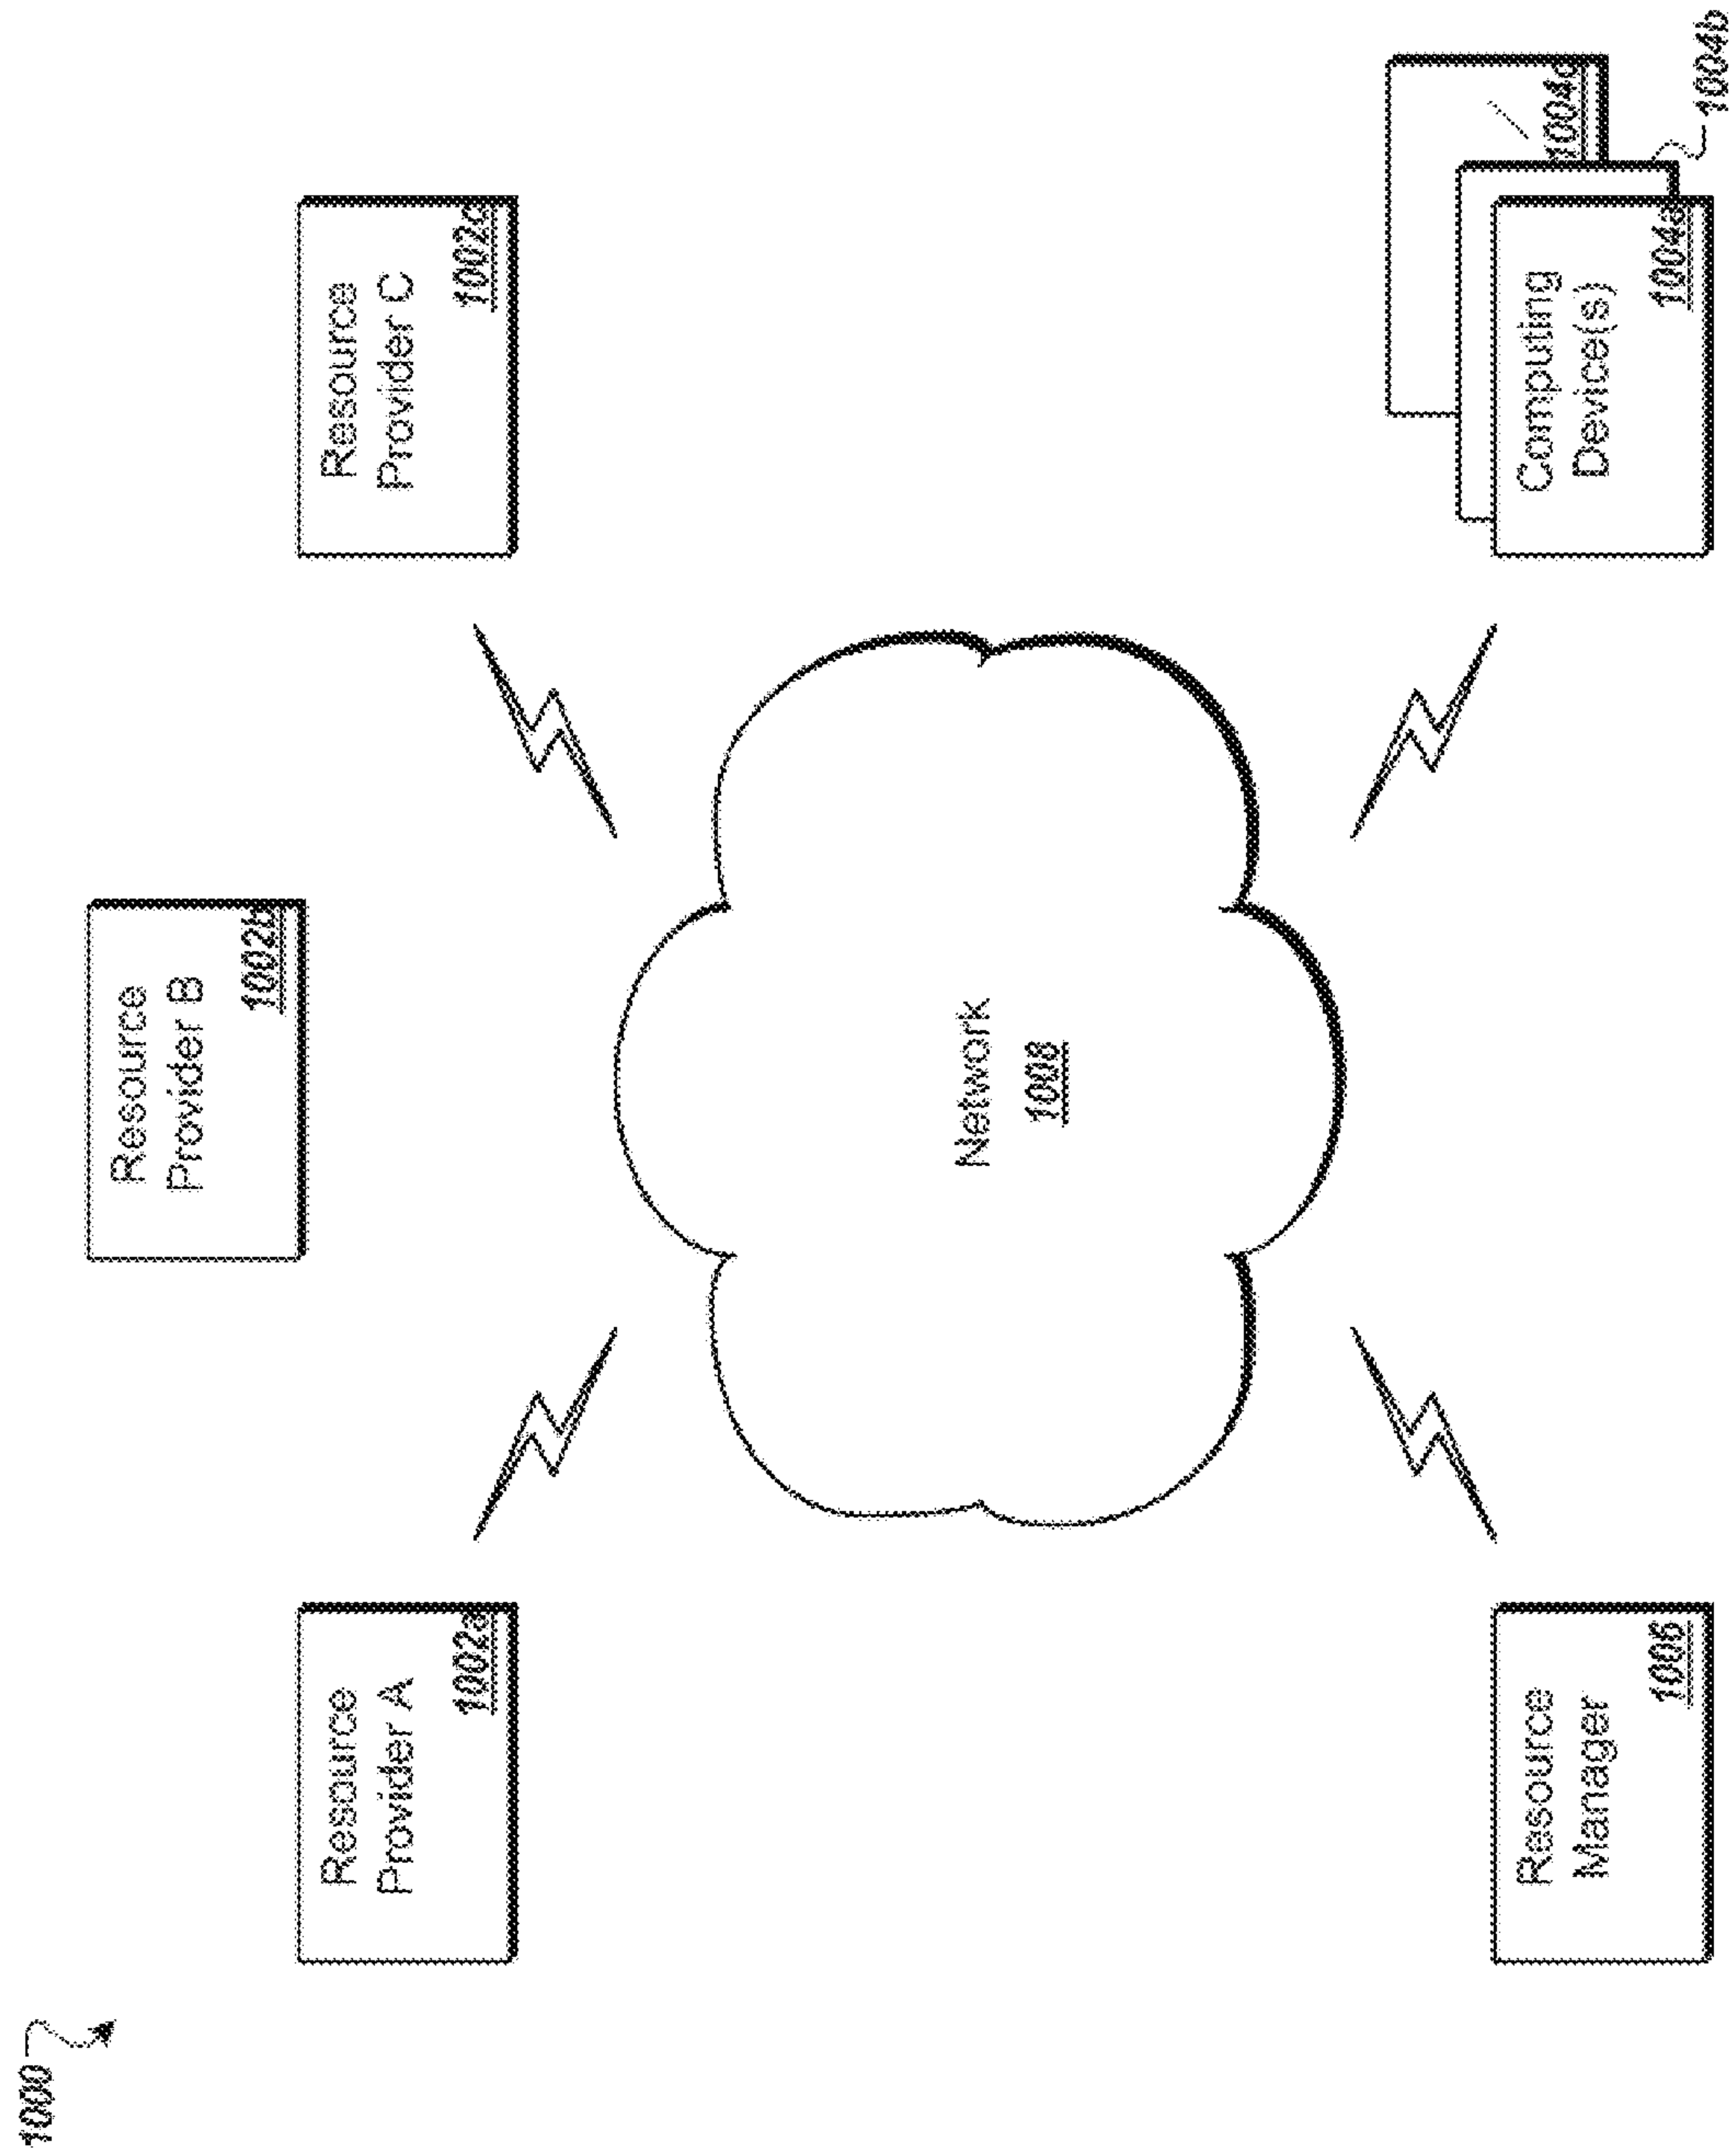 1000
Resource
Provider B
1002b
Resource
Provider A
1002a
Resource
Provider C
1002c
Network
1008
Resource
Manager
1006
Computing
Device(s)
1004a
1004b
1004c